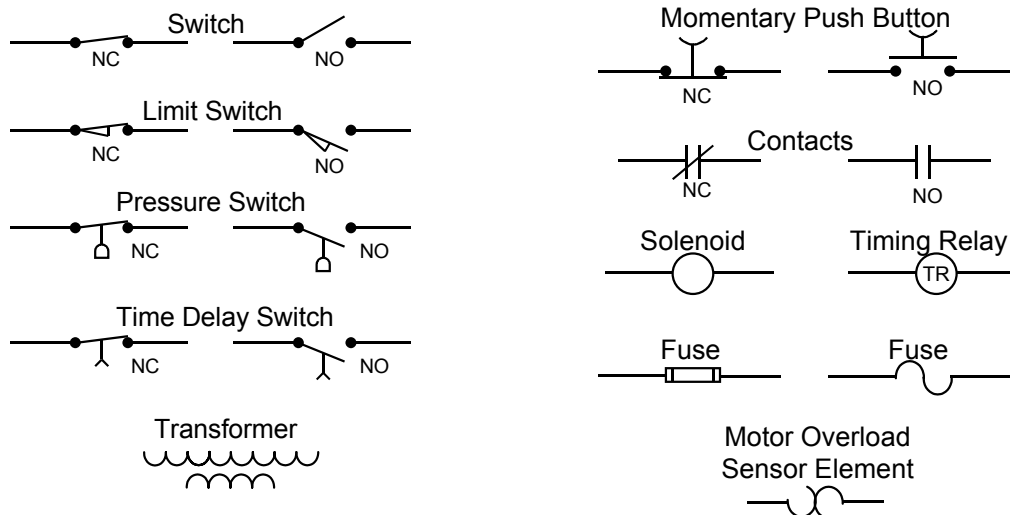 Switch
NC
NO
Limit Switch
NC
NO
Pressure Switch
NC
NO
Time Delay Switch
NC
NO
Transformer
Momentary Push Button
NC
NO
Contacts
NC
NO
Solenoid
Timing Relay
TR
Fuse
Fuse
Motor Overload
Sensor Element